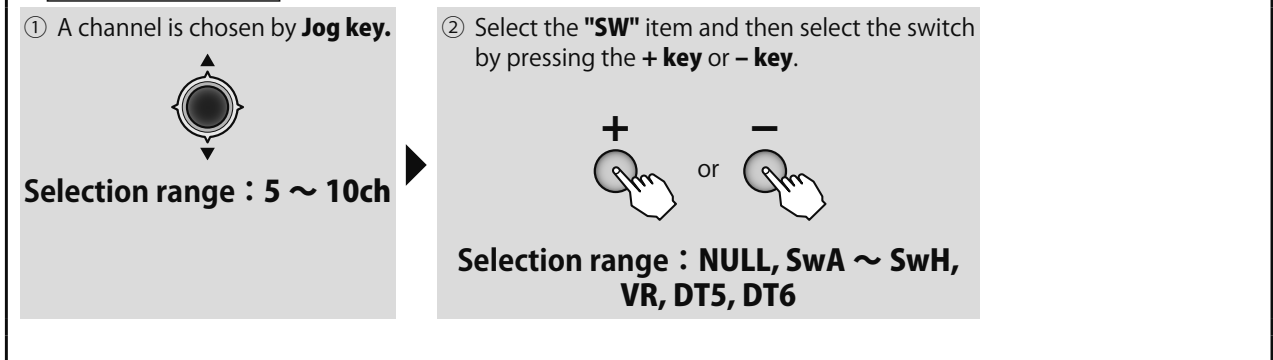 ① A channel is chosen by Jog key.
Selection range：5 ～ 10ch
② Select the "SW" item and then select the switch
by pressing the + key or – key.
+ or –
Selection range：NULL, SwA ～ SwH,
VR, DT5, DT6